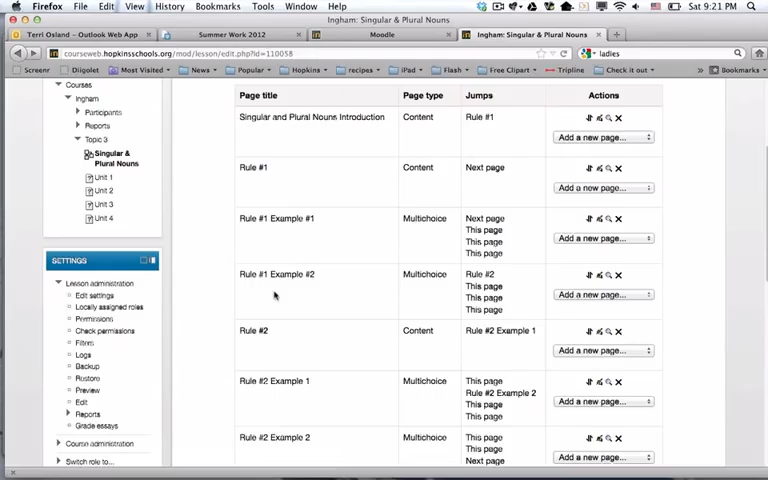 Firefox File Edit View History Bookmarks Tools Window Help Sat 9:21 PM
Ingham: Singular & Plural Nouns
Terri Osland – Outlook Web App Summer Work 2012 Moodle Ingham: Singular & Plural Nouns
courseweb.hopkinsschools.org/mod/lesson/edit.php?id=110058 ladies
Screenr Diigolet Most Visited News Popular Hopkins recipes iPad Flash Free Clipart Tripline Check it out Bookmarks
Courses
Ingham
Participants
Reports
Topic 3
Singular &
Plural Nouns
Unit 1
Unit 2
Unit 3
Unit 4
SETTINGS
Lesson administration
Edit settings
Locally assigned roles
Permissions
Check permissions
Filters
Logs
Backup
Restore
Preview
Edit
Reports
Grade essays
Course administration
Switch role to...
Page title Page type Jumps Actions
Singular and Plural Nouns Introduction Content Rule #1
Add a new page...
Rule #1 Content Next page
Add a new page...
Rule #1 Example #1 Multichoice Next page
This page
This page
This page
Add a new page...
Rule #1 Example #2 Multichoice Rule #2
This page
This page
This page
Add a new page...
Rule #2 Content Rule #2 Example 1
Add a new page...
Rule #2 Example 1 Multichoice This page
Rule #2 Example 2
This page
This page
Add a new page...
Rule #2 Example 2 Multichoice This page
This page
Next page
Add a new page...